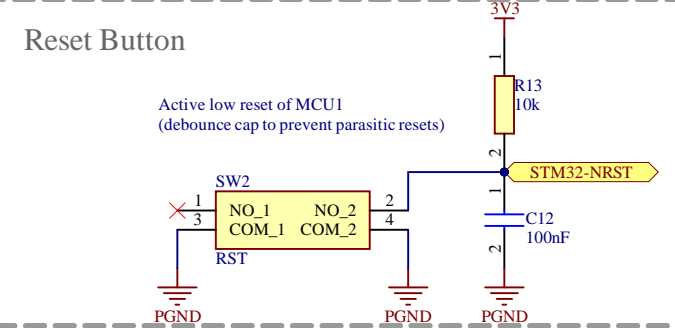 3V3
Reset Button
1
R13
10k
Active low reset of MCU1
(debounce cap to prevent parasitic resets)
2
STM32-NRST
SW2
1 NO_1 NO_2 2
3 COM_1 COM_2 4
RST
1
C12
100nF
2
PGND PGND PGND